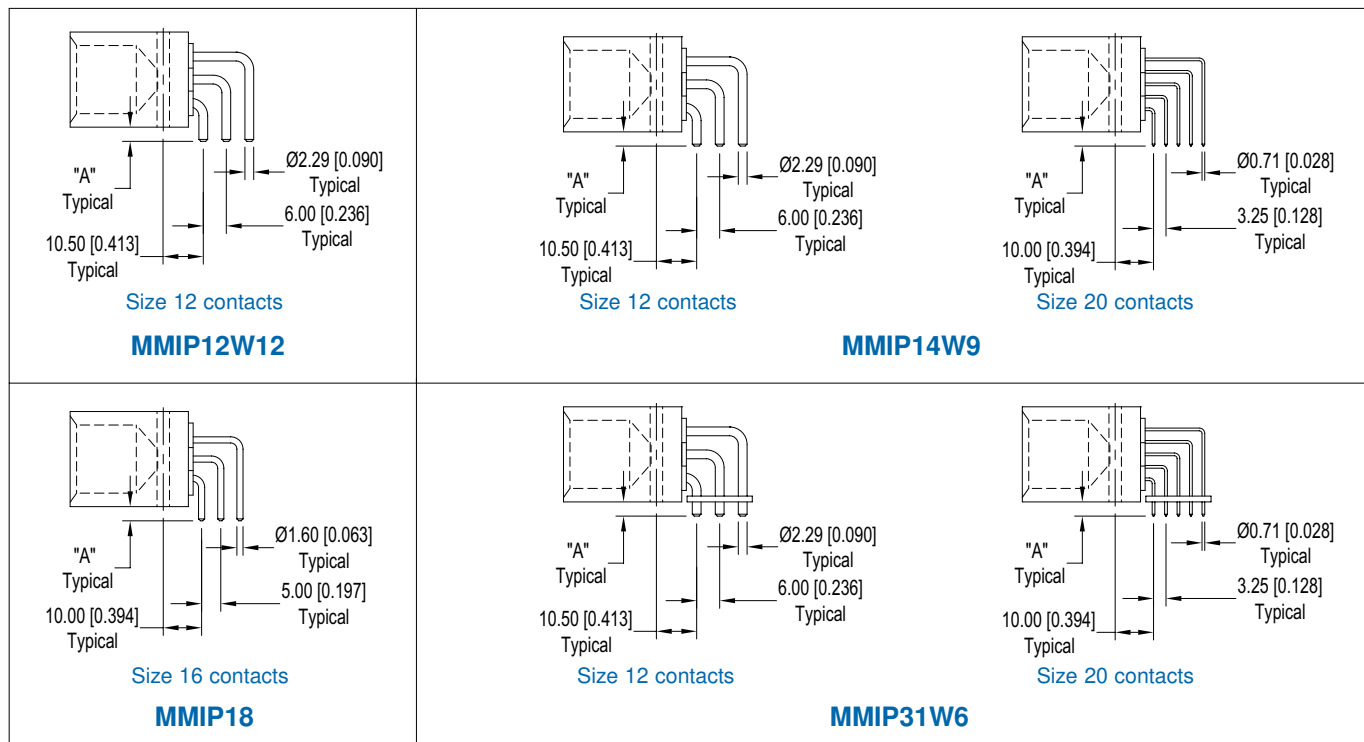 "A"
Typical
Ø2.29 [0.090]
Typical
6.00 [0.236]
Typical
10.50 [0.413]
Typical
Size 12 contacts
MMIP12W12
"A"
Typical
Ø2.29 [0.090]
Typical
6.00 [0.236]
Typical
10.50 [0.413]
Typical
Size 12 contacts
"A"
Typical
Ø0.71 [0.028]
Typical
3.25 [0.128]
Typical
10.00 [0.394]
Typical
Size 20 contacts
MMIP14W9
"A"
Typical
Ø1.60 [0.063]
Typical
5.00 [0.197]
Typical
10.00 [0.394]
Typical
Size 16 contacts
MMIP18
"A"
Typical
Ø2.29 [0.090]
Typical
6.00 [0.236]
Typical
10.50 [0.413]
Typical
Size 12 contacts
"A"
Typical
Ø0.71 [0.028]
Typical
3.25 [0.128]
Typical
10.00 [0.394]
Typical
Size 20 contacts
MMIP31W6